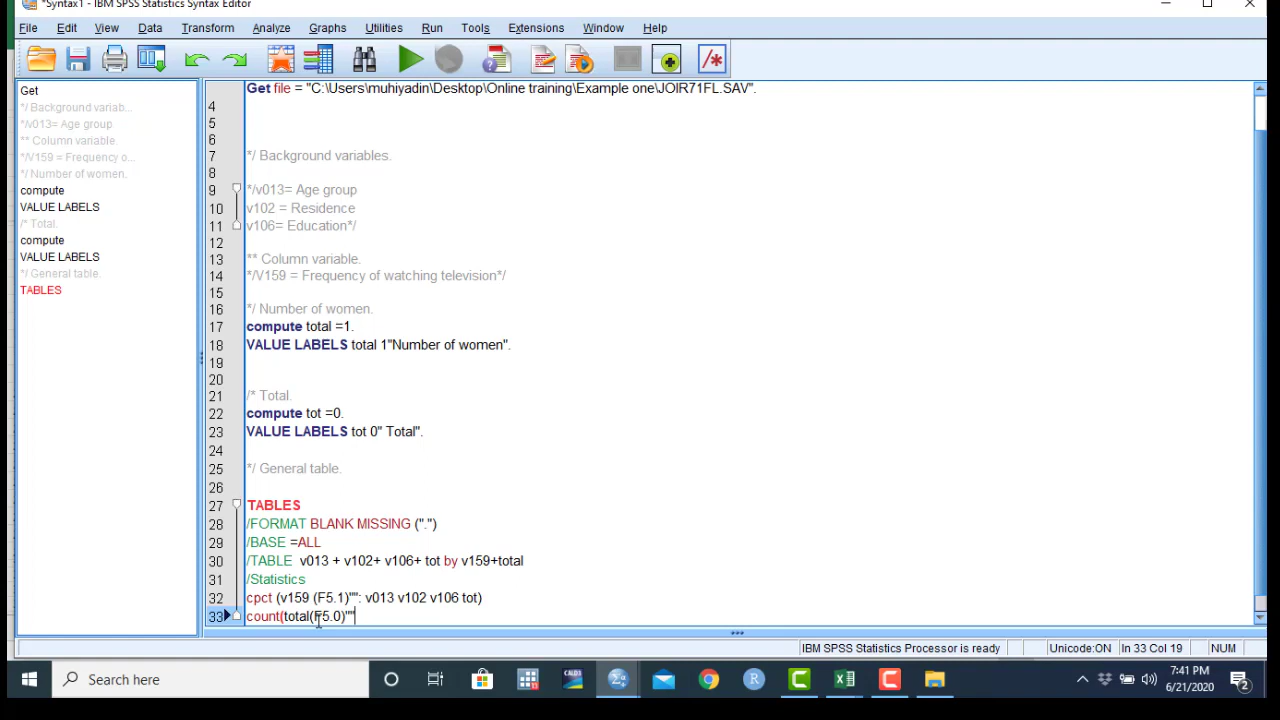 *Syntax1 - IBM SPSS Statistics Syntax Editor
File Edit View Data Transform Analyze Graphs Utilities Run Tools Extensions Window Help
Get
*/ Background variab...
*/v013= Age group
** Column variable.
*/V159 = Frequency o...
*/ Number of women.
compute
VALUE LABELS
/* Total.
compute
VALUE LABELS
*/ General table.
TABLES
Get file = "C:\Users\muhiyadin\Desktop\Online training\Example one\JOIR71FL.SAV".
4
5
6
7 */ Background variables.
8
9 */v013= Age group
10 v102 = Residence
11 v106= Education*/
12
13 ** Column variable.
14 */V159 = Frequency of watching television*/
15
16 */ Number of women.
17 compute total =1.
18 VALUE LABELS total 1"Number of women".
19
20
21 /* Total.
22 compute tot =0.
23 VALUE LABELS tot 0" Total".
24
25 */ General table.
26
27 TABLES
28 /FORMAT BLANK MISSING (".")
29 /BASE =ALL
30 /TABLE v013 + v102+ v106+ tot by v159+total
31 /Statistics
32 cpct (v159 (F5.1)"": v013 v102 v106 tot)
33 count(total(F5.0)""
IBM SPSS Statistics Processor is ready Unicode:ON In 33 Col 19 NUM
Search here
CALDI3
R
7:41 PM
6/21/2020
2